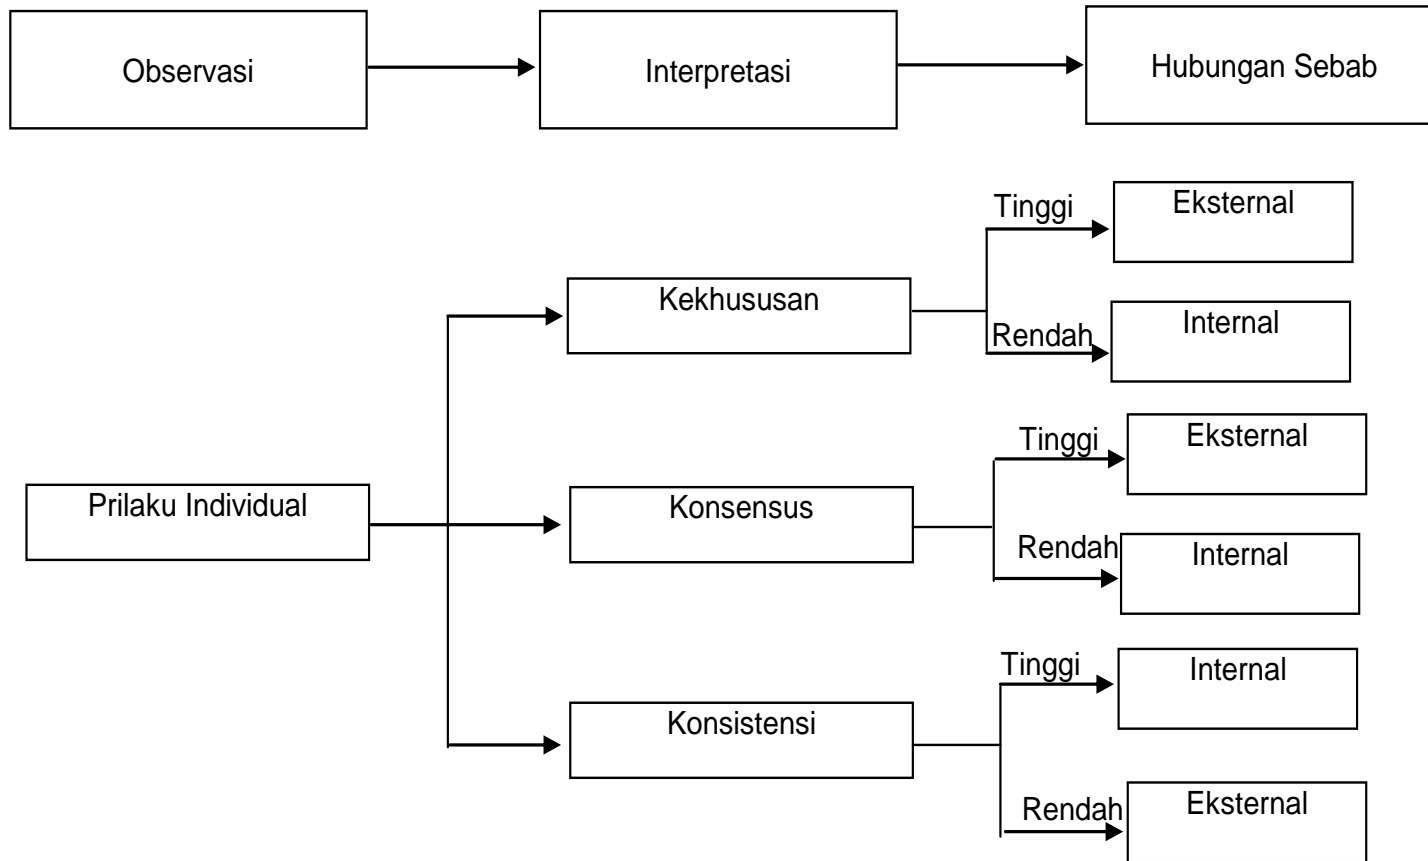 Observasi
Interpretasi
Hubungan Sebab
Tinggi
Eksternal
Kekhususan
Rendah
Internal
Tinggi
Eksternal
Prilaku Individual
Konsensus
Rendah
Internal
Tinggi
Internal
Konsistensi
Rendah
Eksternal